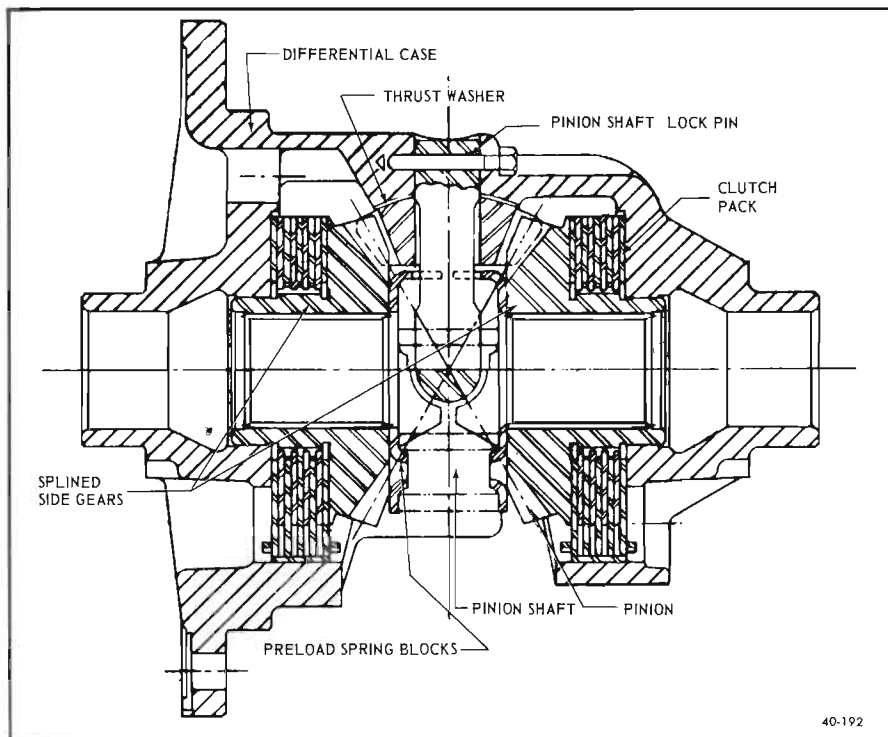 DIFFERENTIAL CASE
THRUST WASHER
PINION SHAFT LOCK PIN
CLUTCH
PACK
SPLINED
SIDE GEARS
PINION SHAFT
PINION
PRELOAD SPRING BLOCKS
40-192